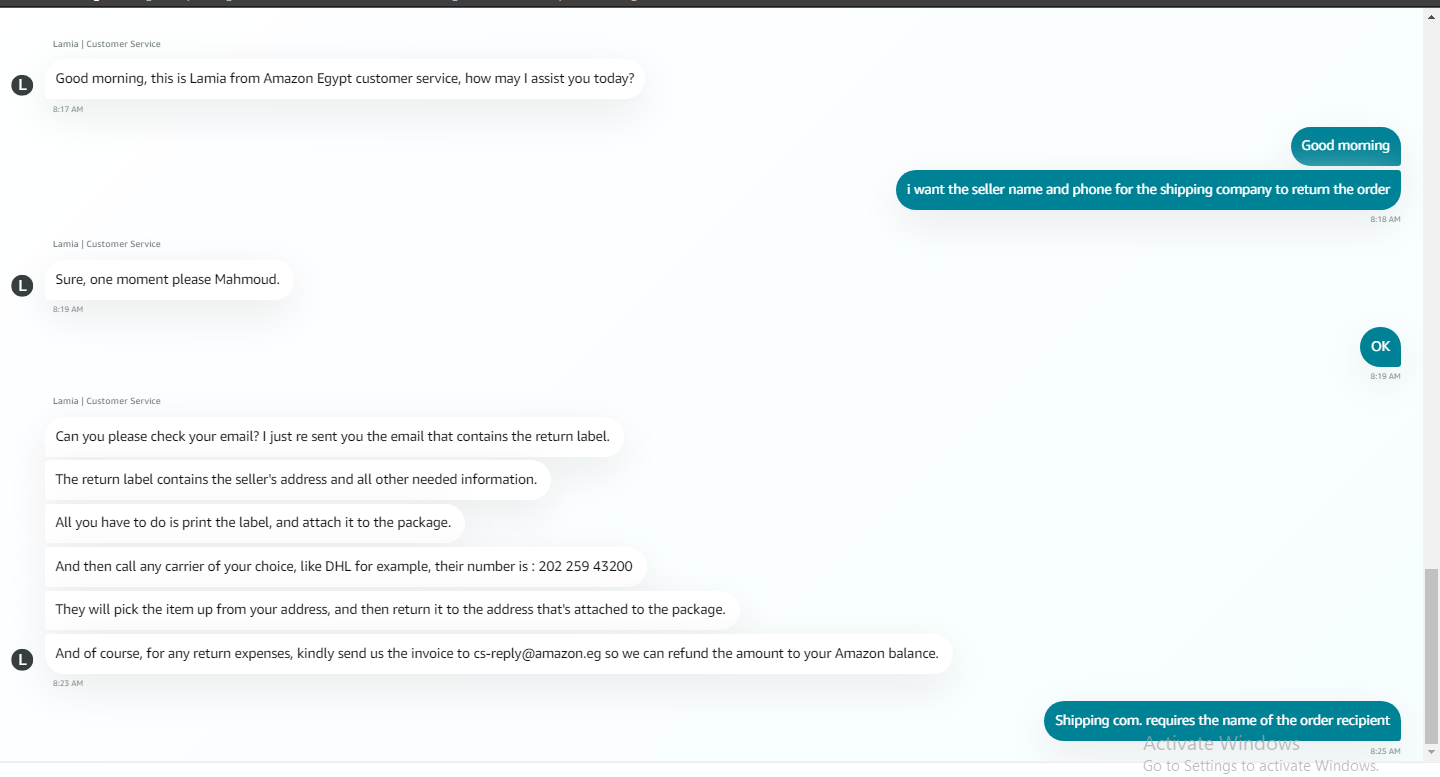 Lamia | Customer Service
L
Good morning, this is Lamia from Amazon Egypt customer service, how may I assist you today?
8:17 AM
Good morning
i want the seller name and phone for the shipping company to return the order
8:18 AM
Lamia | Customer Service
L
Sure, one moment please Mahmoud.
8:19 AM
OK
8:19 AM
Lamia | Customer Service
Can you please check your email? I just re sent you the email that contains the return label.
The return label contains the seller's address and all other needed information.
All you have to do is print the label, and attach it to the package.
And then call any carrier of your choice, like DHL for example, their number is : 202 259 43200
They will pick the item up from your address, and then return it to the address that's attached to the package.
L
And of course, for any return expenses, kindly send us the invoice to cs-reply@amazon.eg so we can refund the amount to your Amazon balance.
8:23 AM
Shipping com. requires the name of the order recipient
8:25 AM
Activate Windows
Go to Settings to activate Windows.